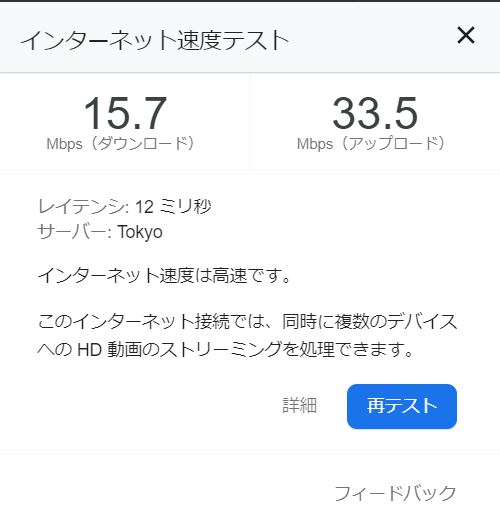 インターネット速度テスト
15.7
33.5
Mbps（ダウンロード）
Mbps（アップロード）
レイテンシ: 12 ミリ秒
サーバー: Tokyo
インターネット速度は高速です。
このインターネット接続では、同時に複数のデバイス
への HD 動画のストリーミングを処理できます。
詳細
再テスト
フィードバック